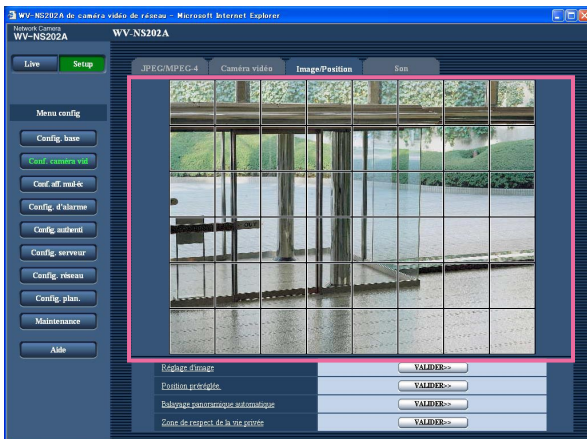 WV-NS202A de caméra vidéo de réseau - Microsoft Internet Explorer
Network Camera
WV-NS202A
WV-NS202A
Live
Setup
JPEG/MPEG-4
Caméra vidéo
Image/Position
Son
Menu config
Config. base
Conf. caméra vid
Conf. aff. mul-éc
Config. d'alarme
Config. authenti
Config. serveur
Config. réseau
Config. plan.
Maintenance
Aide
Réglage d'image
VALIDER>>
Position préréglée.
VALIDER>>
Balayage panoramique automatique
VALIDER>>
Zone de respect de la vie privée
VALIDER>>